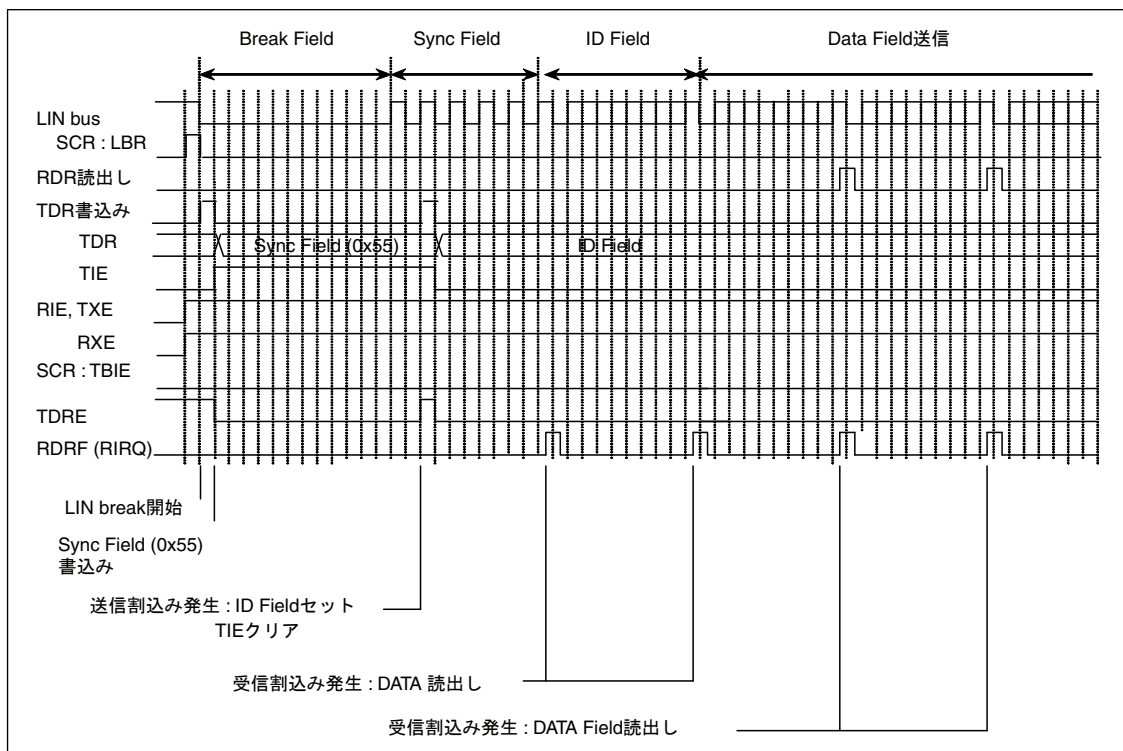 Break Field Sync Field ID Field Data Field送信
LIN bus
SCR : LBR
RDR読出し
TDR書込み
TDR Sync Field (0x55) ID Field
TIE
RIE, TXE
RXE
SCR : TBIE
TDRE
RDRF (RIRQ)
LIN break開始
Sync Field (0x55)
書込み
送信割込み発生 : ID Fieldセット
TIEクリア
受信割込み発生 : DATA 読出し
受信割込み発生 : DATA Field読出し